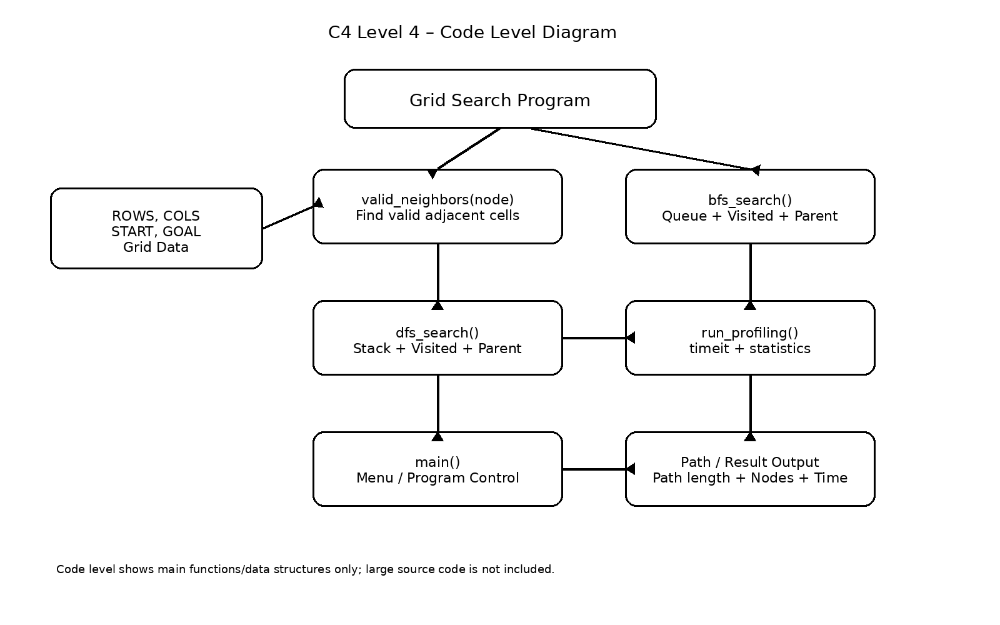 C4 Level 4 – Code Level Diagram
Grid Search Program
ROWS, COLS
START, GOAL
Grid Data
valid_neighbors(node)
Find valid adjacent cells
bfs_search()
Queue + Visited + Parent
dfs_search()
Stack + Visited + Parent
run_profiling()
timeit + statistics
main()
Menu / Program Control
Path / Result Output
Path length + Nodes + Time
Code level shows main functions/data structures only; large source code is not included.